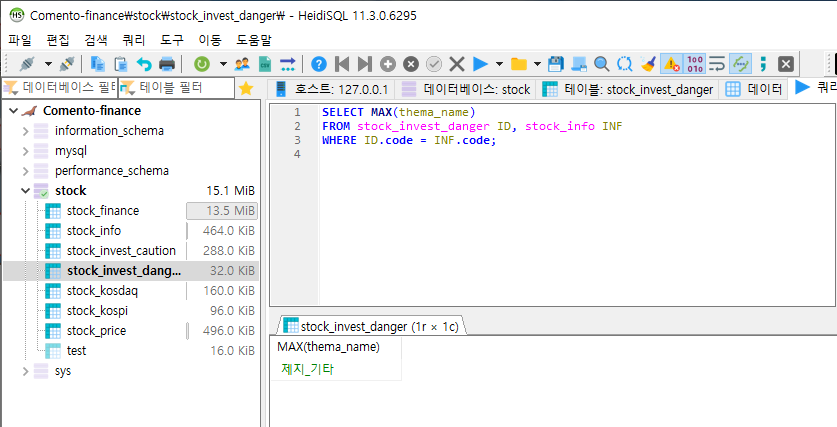 Comento-finance₩stock₩stock_invest_danger₩ - HeidiSQL 11.3.0.6295
파일 편집 검색 쿼리 도구 이동 도움말
데이터베이스 필터 테이블 필터
호스트: 127.0.0.1 데이터베이스: stock 테이블: stock_invest_danger 데이터 쿼리
Comento-finance
information_schema
mysql
performance_schema
stock 15.1 MiB
stock_finance 13.5 MiB
stock_info 464.0 KiB
stock_invest_caution 288.0 KiB
stock_invest_dang... 32.0 KiB
stock_kosdaq 160.0 KiB
stock_kospi 96.0 KiB
stock_price 496.0 KiB
test 16.0 KiB
sys
1 SELECT MAX(thema_name)
2 FROM stock_invest_danger ID, stock_info INF
3 WHERE ID.code = INF.code;
4
stock_invest_danger (1r × 1c)
MAX(thema_name)
제지_기타